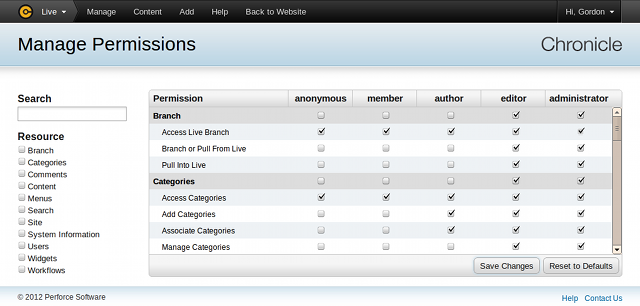 Live Manage Content Add Help Back to Website Hi, Gordon
Manage Permissions Chronicle
Search
Resource
Branch
Categories
Comments
Content
Menus
Search
Site
System Information
Users
Widgets
Workflows
Permission anonymous member author editor administrator
Branch
Access Live Branch
Branch or Pull From Live
Pull Into Live
Categories
Access Categories
Add Categories
Associate Categories
Manage Categories
Save Changes Reset to Defaults
© 2012 Perforce Software Help Contact Us